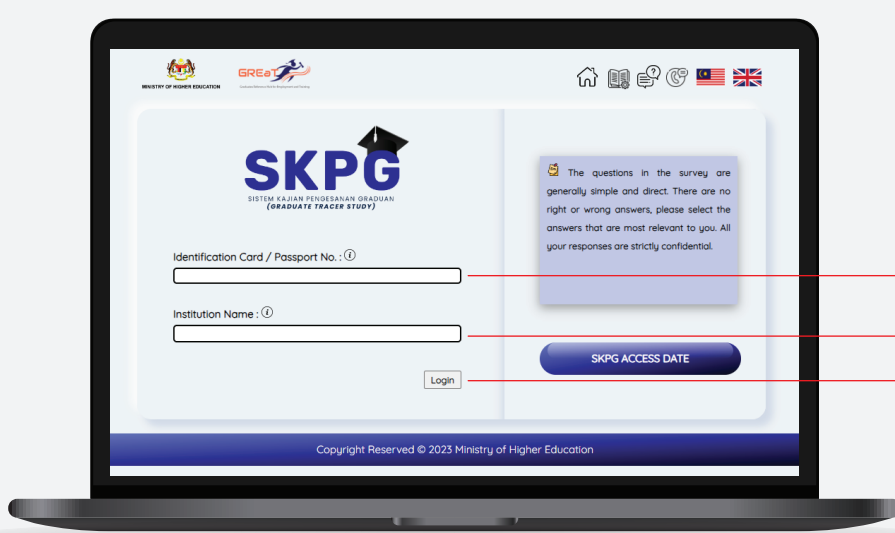 MINISTRY OF HIGHER EDUCATION
GREaT
SKPG
SISTEM KAJIAN PENGESANAN GRADUAN
(GRADUATE TRACER STUDY)
Identification Card / Passport No. :
Institution Name :
Login
The questions in the survey are
generally simple and direct. There are no
right or wrong answers, please select the
answers that are most relevant to you. All
your responses are strictly confidential.
SKPG ACCESS DATE
Copyright Reserved © 2023 Ministry of Higher Education